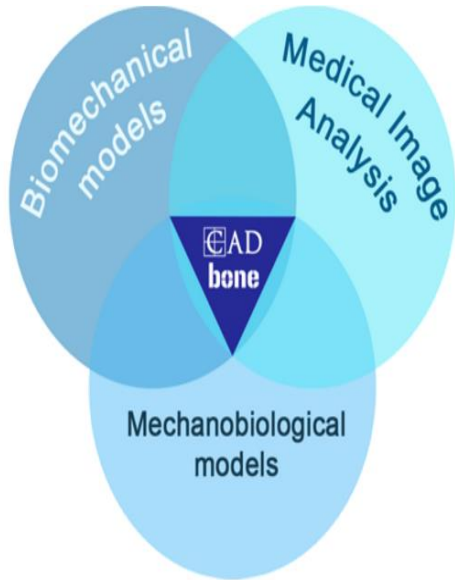 Biomechanical
models
Medical Image
Analysis
CAD
bone
Mechanobiological
models